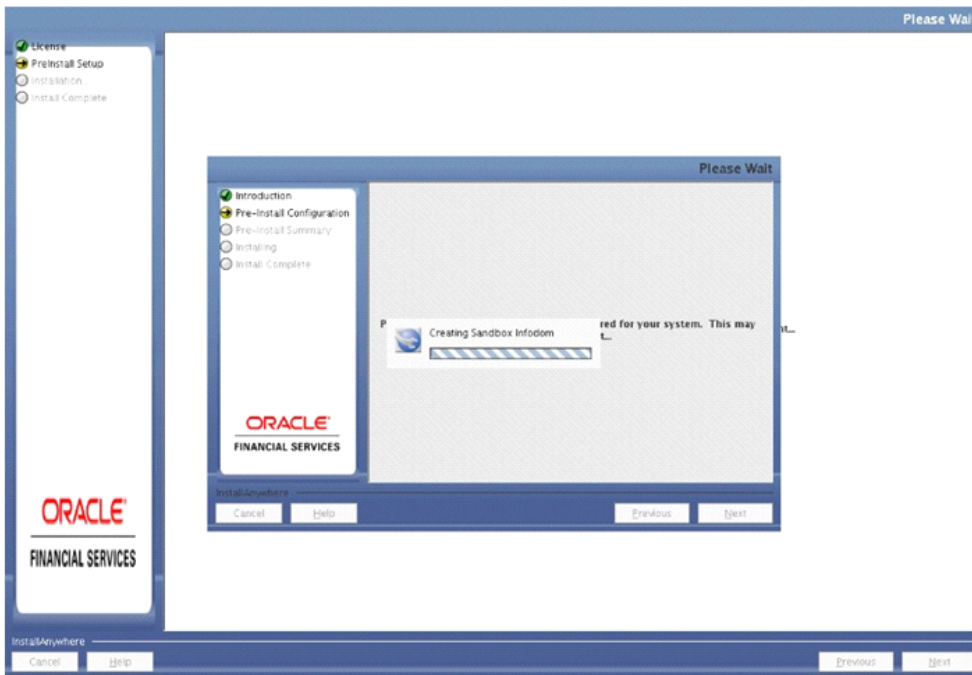 Please Wai
License
PreInstall Setup
Installation
Install Complete
Please Wait
Introduction
Pre-Install Configuration
Pre-Install Summary
Installing
Install Complete
P
red for your system. This may
t...
nt...
Creating Sandbox Infodom
ORACLE®
FINANCIAL SERVICES
InstallAnywhere
Cancel
Help
Previous
Next
ORACLE®
FINANCIAL SERVICES
InstallAnywhere
Cancel
Help
Previous
Next